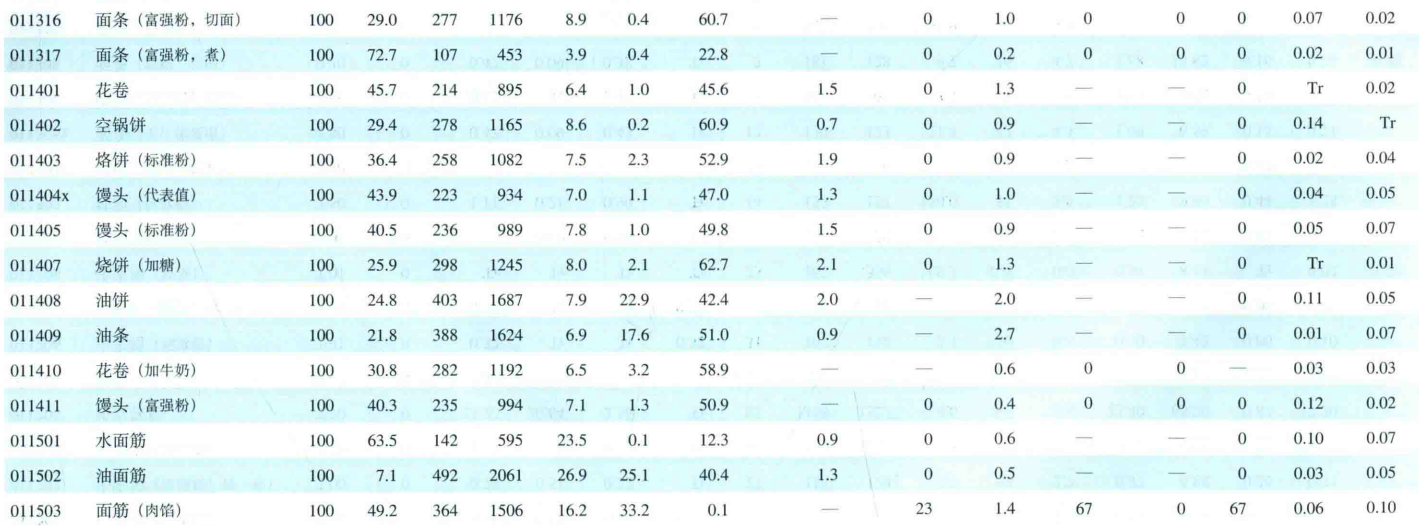 011316 面条（富强粉，切面） 100 29.0 277 1176 8.9 0.4 60.7 — 0 1.0 0 0 0 0.07 0.02
011317 面条（富强粉，煮） 100 72.7 107 453 3.9 0.4 22.8 — 0 0.2 0 0 0 0.02 0.01
011401 花卷 100 45.7 214 895 6.4 1.0 45.6 1.5 0 1.3 — — 0 Tr 0.02
011402 空锅饼 100 29.4 278 1165 8.6 0.2 60.9 0.7 0 0.9 — — 0 0.14 Tr
011403 烙饼（标准粉） 100 36.4 258 1082 7.5 2.3 52.9 1.9 0 0.9 — — 0 0.02 0.04
011404x 馒头（代表值） 100 43.9 223 934 7.0 1.1 47.0 1.3 0 1.0 — — 0 0.04 0.05
011405 馒头（标准粉） 100 40.5 236 989 7.8 1.0 49.8 1.5 0 0.9 — — 0 0.05 0.07
011407 烧饼（加糖） 100 25.9 298 1245 8.0 2.1 62.7 2.1 0 1.3 — — 0 Tr 0.01
011408 油饼 100 24.8 403 1687 7.9 22.9 42.4 2.0 — 2.0 — — 0 0.11 0.05
011409 油条 100 21.8 388 1624 6.9 17.6 51.0 0.9 — 2.7 — — 0 0.01 0.07
011410 花卷（加牛奶） 100 30.8 282 1192 6.5 3.2 58.9 — — 0.6 0 0 — 0.03 0.03
011411 馒头（富强粉） 100 40.3 235 994 7.1 1.3 50.9 — 0 0.4 0 0 0 0.12 0.02
011501 水面筋 100 63.5 142 595 23.5 0.1 12.3 0.9 0 0.6 — — 0 0.10 0.07
011502 油面筋 100 7.1 492 2061 26.9 25.1 40.4 1.3 0 0.5 — — 0 0.03 0.05
011503 面筋（肉馅） 100 49.2 364 1506 16.2 33.2 0.1 — 23 1.4 67 0 67 0.06 0.10